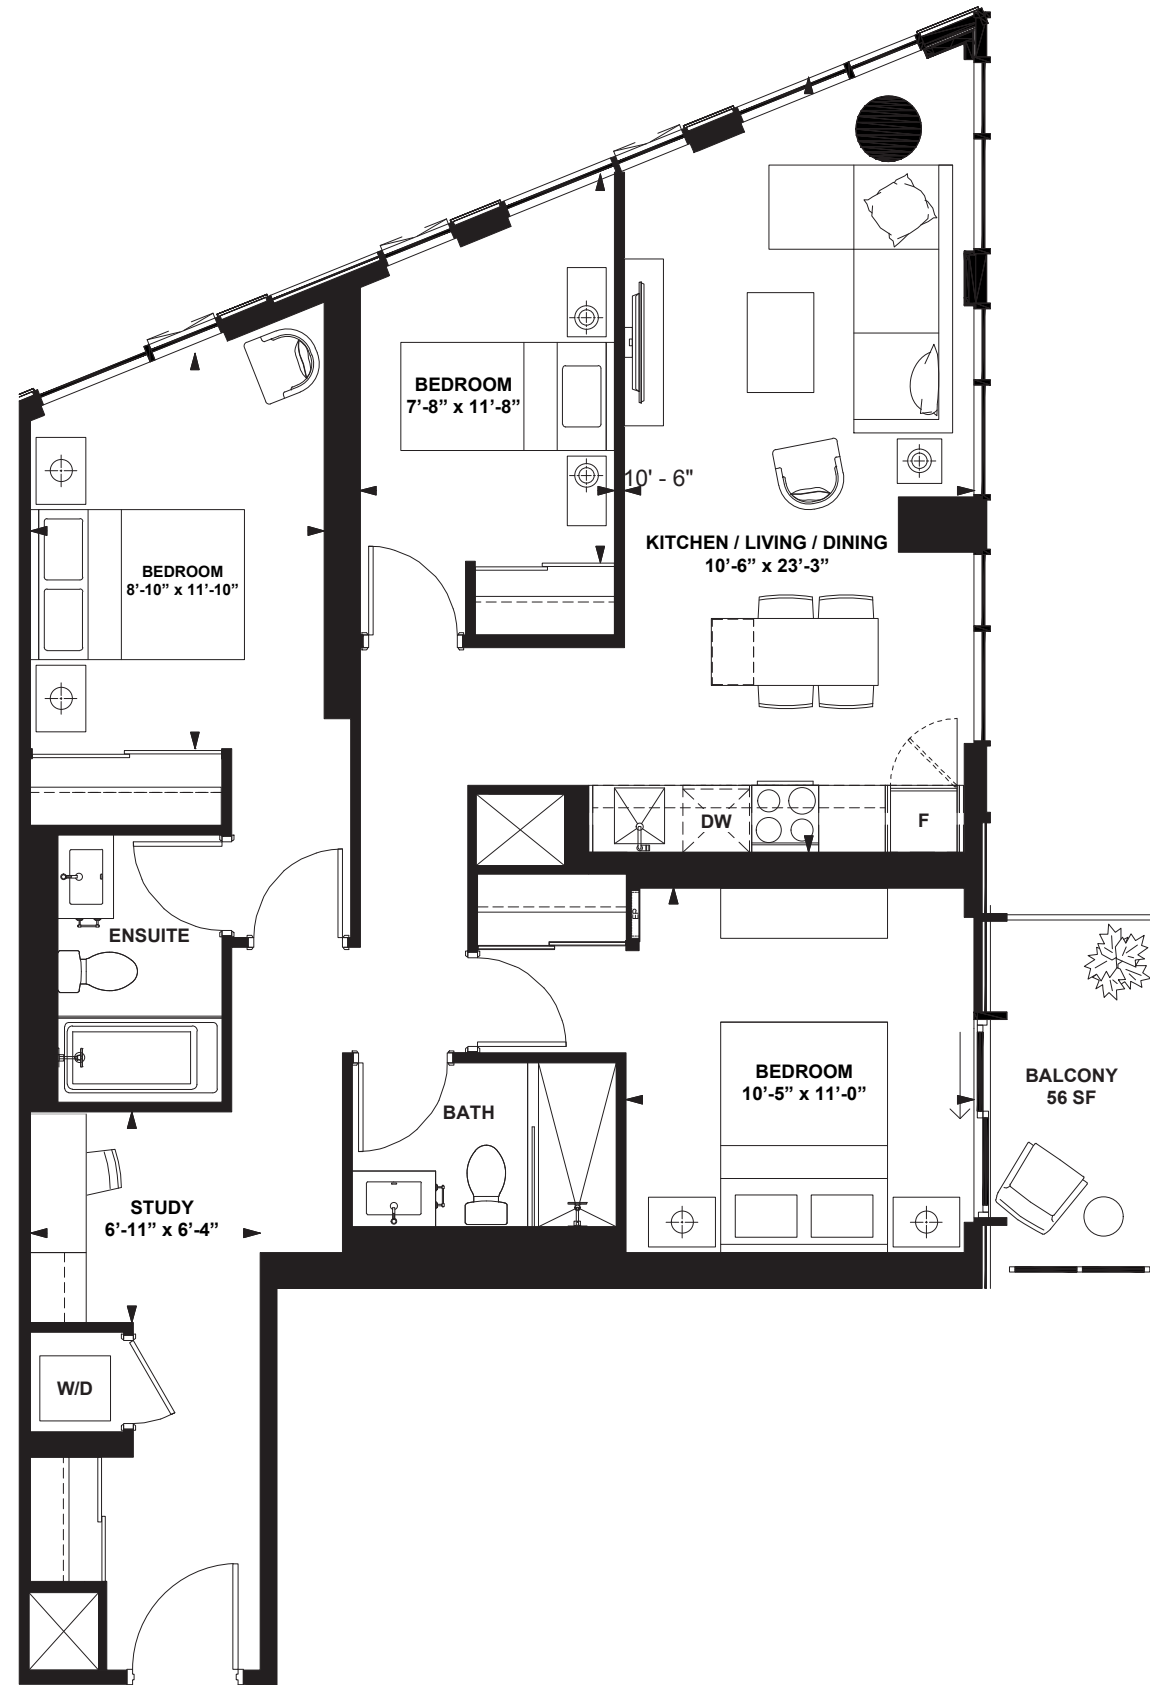 BEDROOM
7’-8” x 11’-8”
10' - 6"
KITCHEN / LIVING / DINING
10’-6” x 23’-3”
BEDROOM
8’-10” x 11’-10”
DW
F
EP
ENSUITE
BEDROOM
10’-5” x 11’-0”
BALCONY
56 SF
BATH
STUDY
6’-11” x 6’-4”
W/D